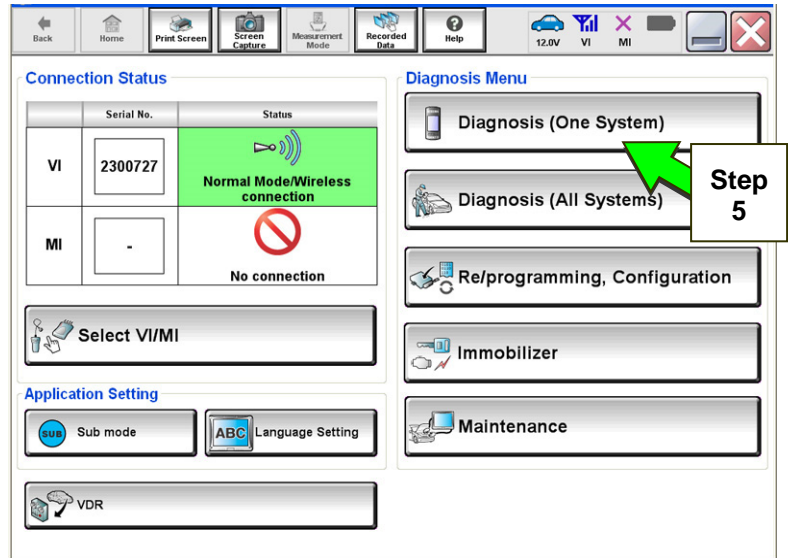 Back
Home
Print Screen
Screen
Capture
Measurement
Mode
Recorded
Data
Help
12.0V
VI
MI
Connection Status
Serial No.
Status
VI
2300727
Normal Mode/Wireless
connection
MI
-
No connection
Select VI/MI
Application Setting
SUB
Sub mode
ABC
Language Setting
VDR
Diagnosis Menu
Diagnosis (One System)
Step
5
Diagnosis (All Systems)
Re/programming, Configuration
Immobilizer
Maintenance